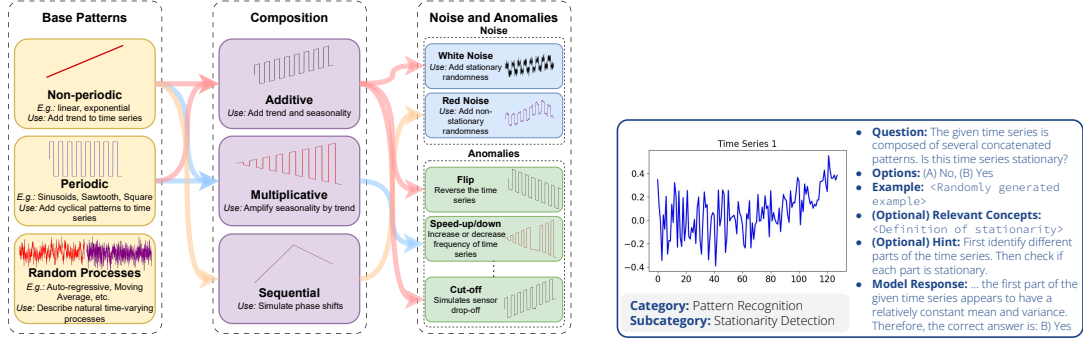 Base Patterns
Non-periodic
E.g.: linear, exponential
Use: Add trend to time series
Periodic
E.g.: Sinusoids, Sawtooth, Square
Use: Add cyclical patterns to time
series
Random Processes
E.g.: Auto-regressive, Moving
Average, etc.
Use: Describe natural time-varying
processes
Composition
Additive
Use: Add trend and seasonality
Multiplicative
Use: Amplify seasonality by trend
Sequential
Use: Simulate phase shifts
Noise and Anomalies
Noise
White Noise
Use: Add stationary
randomness
Red Noise
Use: Add non-
stationary
randomness
Anomalies
Flip
Reverse the time
series
Speed-up/down
Increase or decrease
frequency of time
series
Cut-off
Simulates sensor
drop-off
Time Series 1
0.4
0.2
0.0
−0.2
−0.4
0 20 40 60 80 100 120
Category: Pattern Recognition
Subcategory: Stationarity Detection
• Question: The given time series is
composed of several concatenated
patterns. Is this time series stationary?
• Options: (A) No, (B) Yes
• Example: <Randomly generated
example>
• (Optional) Relevant Concepts:
<Definition of stationarity>
• (Optional) Hint: First identify different
parts of the time series. Then check if
each part is stationary.
• Model Response: ... the first part of the
given time series appears to have a
relatively constant mean and variance.
Therefore, the correct answer is: B) Yes